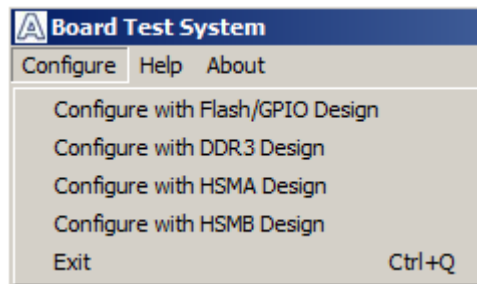 Board Test System
Configure Help About
Configure with Flash/GPIO Design
Configure with DDR3 Design
Configure with HSMA Design
Configure with HSMB Design
Exit Ctrl+Q